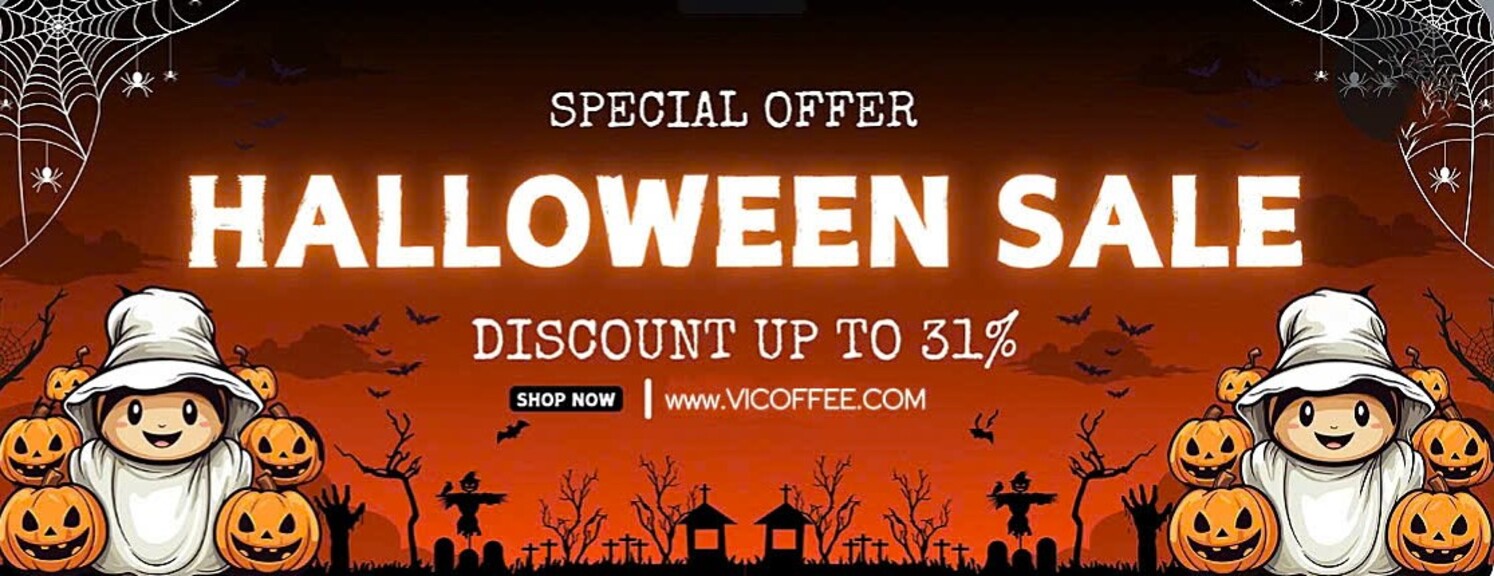 SPECIAL OFFER
HALLOWEEN SALE
DISCOUNT UP TO 31%
SHOP NOW | www.VICOFFEE.COM